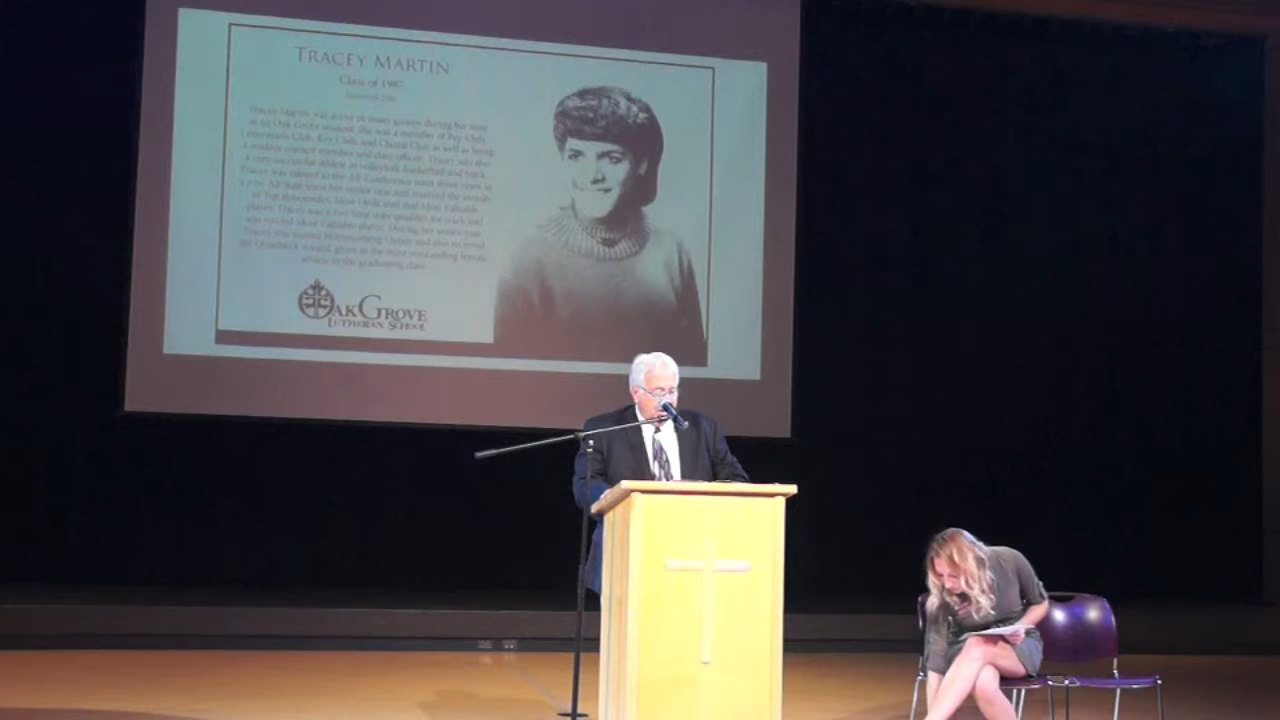 TRACEY MARTIN
Class of 1987
Tracey Martin was active in many groups during her time
as an Oak Grove student. She was a member of Pep Club,
Lettermans Club, Key Club, and Choral Club as well as being
a student council member and class officer. Tracey was also
a very successful athlete in volleyball, basketball and track.
Tracey was named to the All Conference team three years in
a row, All State team her senior year and received the awards
of Top Rebounder, Most Dedicated, and Most Valuable
player. Tracey was a two time state qualifier for track and
was named Most Valuable player. During her senior year
Tracey was named Homecoming Queen and also received
the Quarterback Award given to the most outstanding female
athlete in the graduating class.
OAK GROVE
LUTHERAN SCHOOL